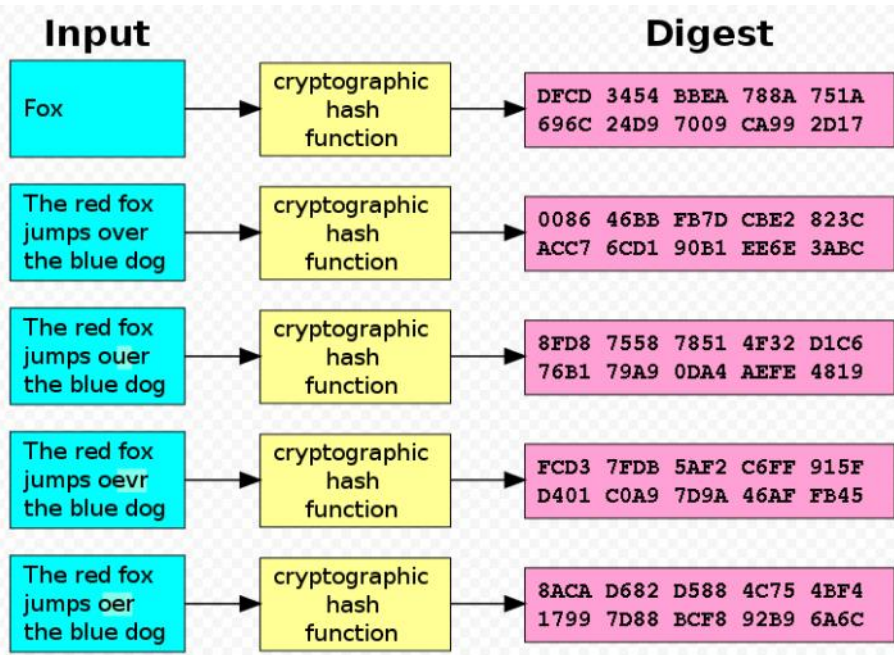 Input
Digest
Fox
cryptographic
hash
function
DFCD 3454 BBEA 788A 751A
696C 24D9 7009 CA99 2D17
The red fox
jumps over
the blue dog
cryptographic
hash
function
0086 46BB FB7D CBE2 823C
ACC7 6CD1 90B1 EE6E 3ABC
The red fox
jumps ouer
the blue dog
cryptographic
hash
function
8FD8 7558 7851 4F32 D1C6
76B1 79A9 0DA4 AEFE 4819
The red fox
jumps oevr
the blue dog
cryptographic
hash
function
FCD3 7FDB 5AF2 C6FF 915F
D401 C0A9 7D9A 46AF FB45
The red fox
jumps oer
the blue dog
cryptographic
hash
function
8ACA D682 D588 4C75 4BF4
1799 7D88 BCF8 92B9 6A6C